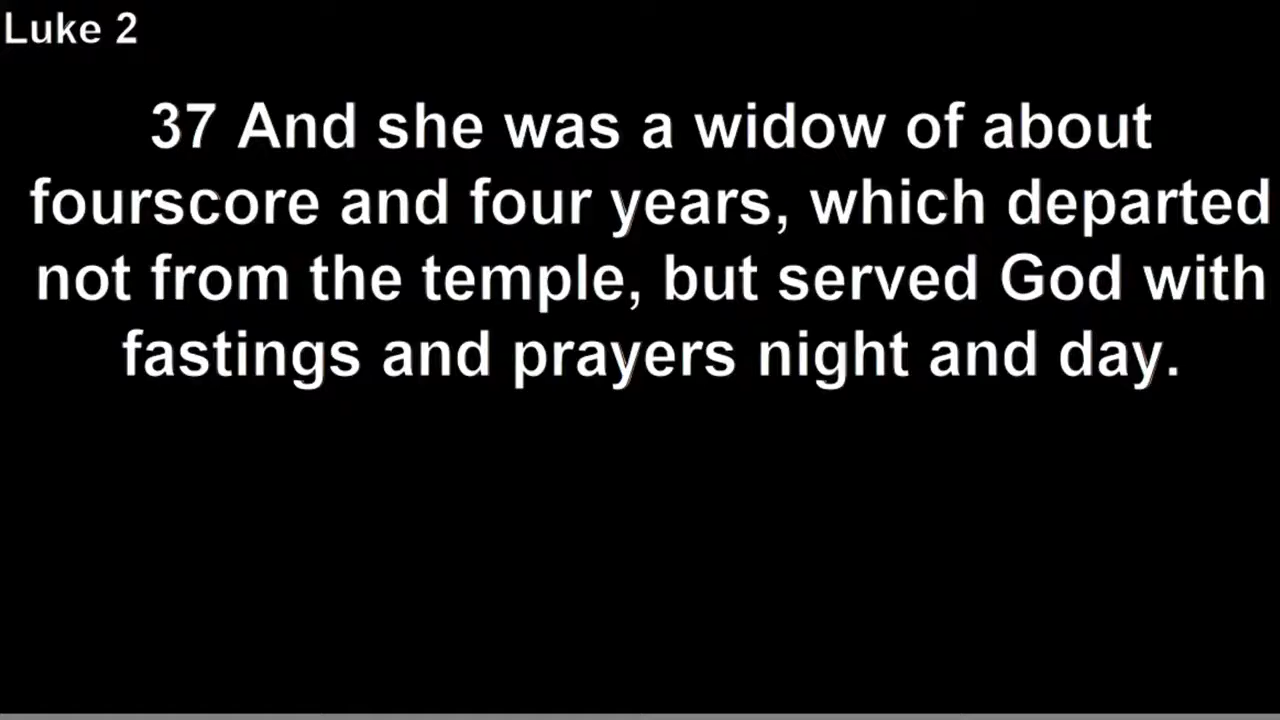 Luke 2
37 And she was a widow of about
fourscore and four years, which departed
not from the temple, but served God with
fastings and prayers night and day.